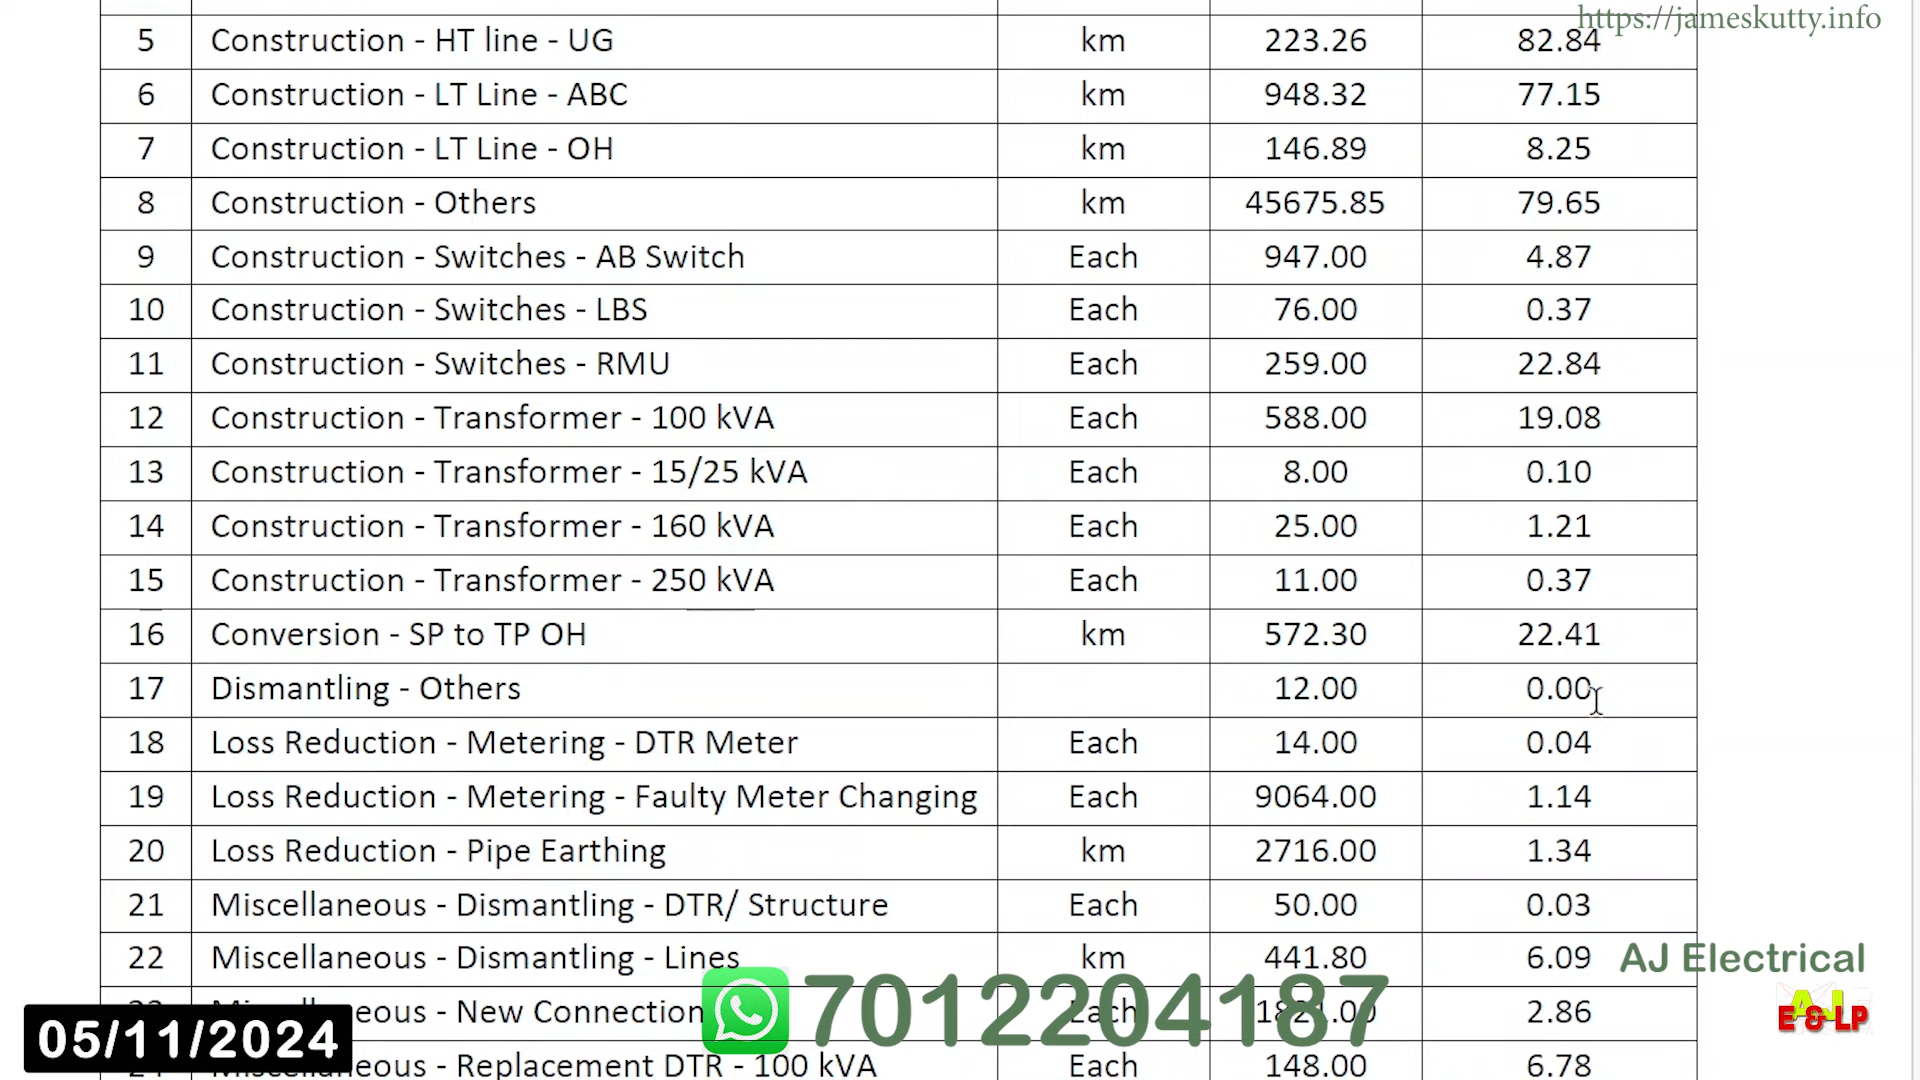 https://jameskutty.info
5 Construction - HT line - UG km 223.26 82.84
6 Construction - LT Line - ABC km 948.32 77.15
7 Construction - LT Line - OH km 146.89 8.25
8 Construction - Others km 45675.85 79.65
9 Construction - Switches - AB Switch Each 947.00 4.87
10 Construction - Switches - LBS Each 76.00 0.37
11 Construction - Switches - RMU Each 259.00 22.84
12 Construction - Transformer - 100 kVA Each 588.00 19.08
13 Construction - Transformer - 15/25 kVA Each 8.00 0.10
14 Construction - Transformer - 160 kVA Each 25.00 1.21
15 Construction - Transformer - 250 kVA Each 11.00 0.37
16 Conversion - SP to TP OH km 572.30 22.41
17 Dismantling - Others 12.00 0.00
18 Loss Reduction - Metering - DTR Meter Each 14.00 0.04
19 Loss Reduction - Metering - Faulty Meter Changing Each 9064.00 1.14
20 Loss Reduction - Pipe Earthing km 2716.00 1.34
21 Miscellaneous - Dismantling - DTR/ Structure Each 50.00 0.03
22 Miscellaneous - Dismantling - Lines km 441.80 6.09
AJ Electrical
- New Connection Each 2.86
7012204187
AJ
E & LP
05/11/2024
- Replacement DTR - 100 kVA Each 148.00 6.78